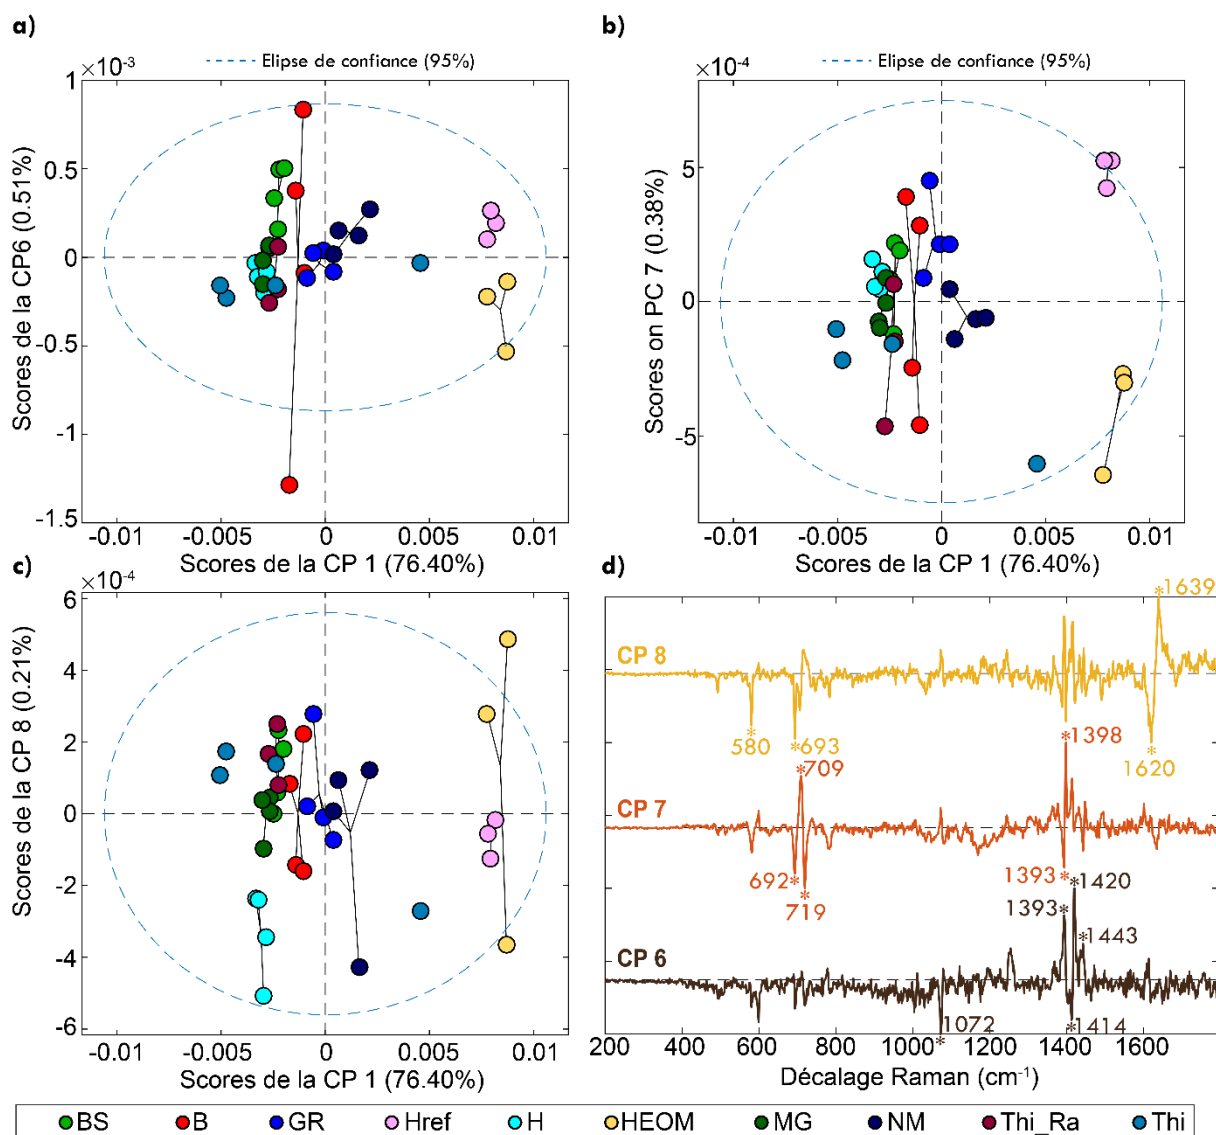 a)
Elipse de confiance (95%)
×10⁻³
1
0.5
0
-0.5
-1
-1.5
Scores de la CP6 (0.51%)
-0.01 -0.005 0 0.005 0.01
Scores de la CP 1 (76.40%)
b)
Elipse de confiance (95%)
×10⁻⁴
5
0
-5
Scores on PC 7 (0.38%)
-0.01 -0.005 0 0.005 0.01
Scores de la CP 1 (76.40%)
c)
×10⁻⁴
6
4
2
0
-2
-4
-6
Scores de la CP 8 (0.21%)
-0.01 -0.005 0 0.005 0.01
Scores de la CP 1 (76.40%)
d)
*1639
CP 8
580 693
1620
*1398
*709
CP 7
692* 1393*
719
*1420
1393*
*1443
CP 6
1072 *1414
200 400 600 800 1000 1200 1400 1600
Décalage Raman (cm⁻¹)
BS B GR Href H HEOM MG NM Thi_Ra Thi